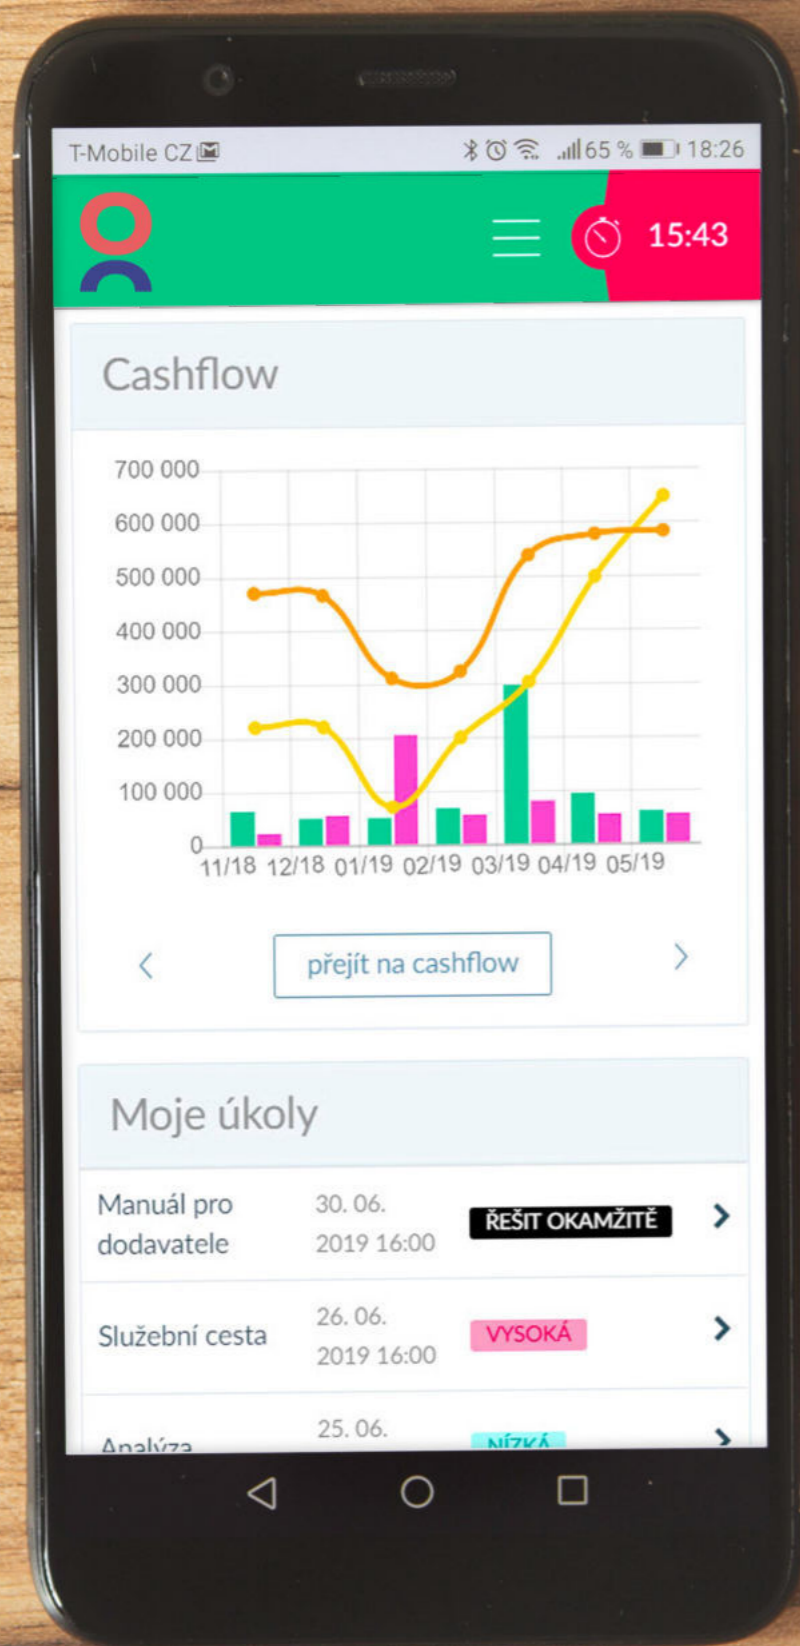 T-Mobile CZ 65 % 18:26
15:43
Cashflow
700 000
600 000
500 000
400 000
300 000
200 000
100 000
0
11/18 12/18 01/19 02/19 03/19 04/19 05/19
přejít na cashflow
Moje úkoly
Manuál pro
dodavatele
30. 06.
2019 16:00
ŘEŠIT OKAMŽITĚ
Služební cesta
26. 06.
2019 16:00
VYSOKÁ
Analýza
25. 06.
NÍZKÁ